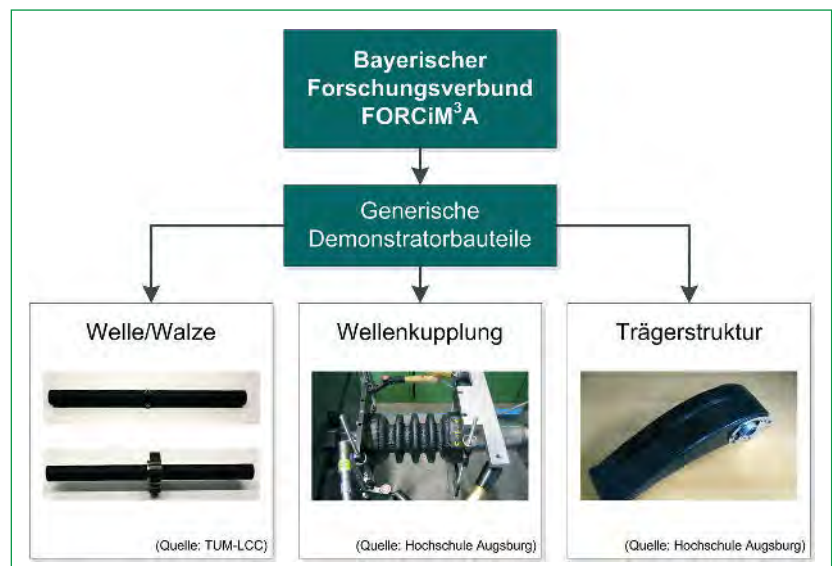 Bayerischer
Forschungsverbund
FORCiM³A
Generische
Demonstratorbauteile
Welle/Walze
(Quelle: TUM-LCC)
Wellenkupplung
(Quelle: Hochschule Augsburg)
Trägerstruktur
(Quelle: Hochschule Augsburg)